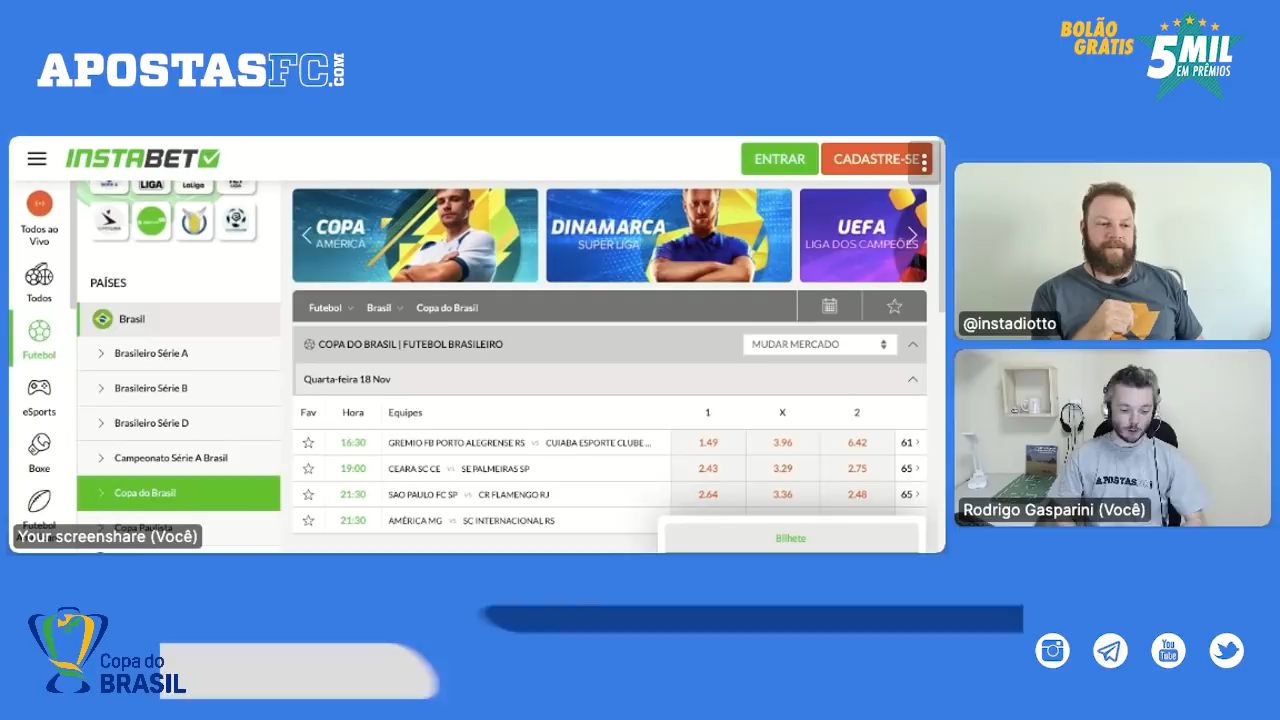 APOSTASFC.COM
BOLÃO
GRÁTIS
5MIL
EM PRÊMIOS
INSTABET
ENTRAR
CADASTRE-SE
Todos ao
Vivo
Todos
Futebol
eSports
Boxe
Futebol
LIGA
LaLiga
PAÍSES
Brasil
Brasileiro Série A
Brasileiro Série B
Brasileiro Série D
Campeonato Série A Brasil
Copa do Brasil
Copa Paulista
COPA
AMÉRICA
DINAMARCA
SUPER LIGA
UEFA
LIGA DOS CAMPEÕES
Futebol Brasil Copa do Brasil
COPA DO BRASIL | FUTEBOL BRASILEIRO
MUDAR MERCADO
Quarta-feira 18 Nov
Fav Hora Equipes 1 X 2
16:30 GREMIO FB PORTO ALEGRENSE RS vs CUIABA ESPORTE CLUBE ... 1.49 3.96 6.42 61
19:00 CEARA SC CE vs SE PALMEIRAS SP 2.43 3.29 2.75 65
21:30 SAO PAULO FC SP vs CR FLAMENGO RJ 2.64 3.36 2.48 65
21:30 AMÉRICA MG vs SC INTERNACIONAL RS
Bilhete
Your screenshare (Você)
@instadiotto
APOSTASF
Rodrigo Gasparini (Você)
Copa do
BRASIL
You
Tube